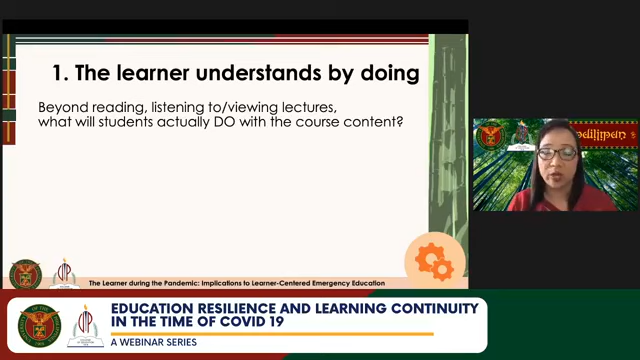 1. The learner understands by doing
Beyond reading, listening to/viewing lectures,
what will students actually DO with the course content?
The Learner during the Pandemic: Implications to Learner-Centered Emergency Education
EDUCATION RESILIENCE AND LEARNING CONTINUITY
IN THE TIME OF COVID 19
A WEBINAR SERIES